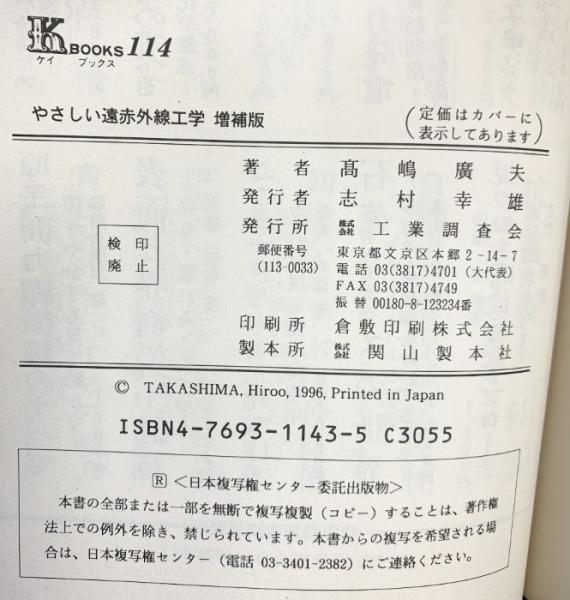 K BOOKS 114
ケイ ブックス
やさしい遠赤外線工学 増補版
(定価はカバーに
表示してあります)
著者 髙嶋廣夫
発行者 志村幸雄
発行所 株式会社 工業調査会
検印
廃止
郵便番号 東京都文京区本郷2-14-7
(113-0033) 電話 03(3817)4701(大代表)
FAX 03(3817)4749
振替 00180-8-123234番
印刷所 倉敷印刷株式会社
製本所 株式会社 関山製本社
© TAKASHIMA, Hiroo, 1996, Printed in Japan
ISBN4-7693-1143-5 C3055
R <日本複写権センター委託出版物>
本書の全部または一部を無断で複写複製(コピー)することは、著作権
法上での例外を除き、禁じられています。本書からの複写を希望される場
合は、日本複写権センター(電話 03-3401-2382)にご連絡ください。